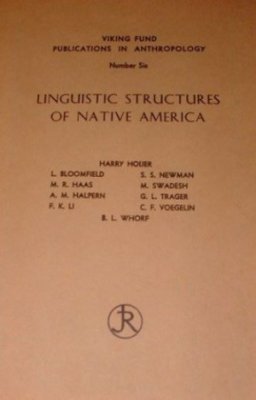 VIKING FUND
PUBLICATIONS IN ANTHROPOLOGY
Number Six
LINGUISTIC STRUCTURES
OF NATIVE AMERICA
HARRY HOIJER
L. BLOOMFIELD S. S. NEWMAN
M. R. HAAS M. SWADESH
A. M. HALPERN G. L. TRAGER
F. K. LI C. F. VOEGELIN
B. L. WHORF
JR